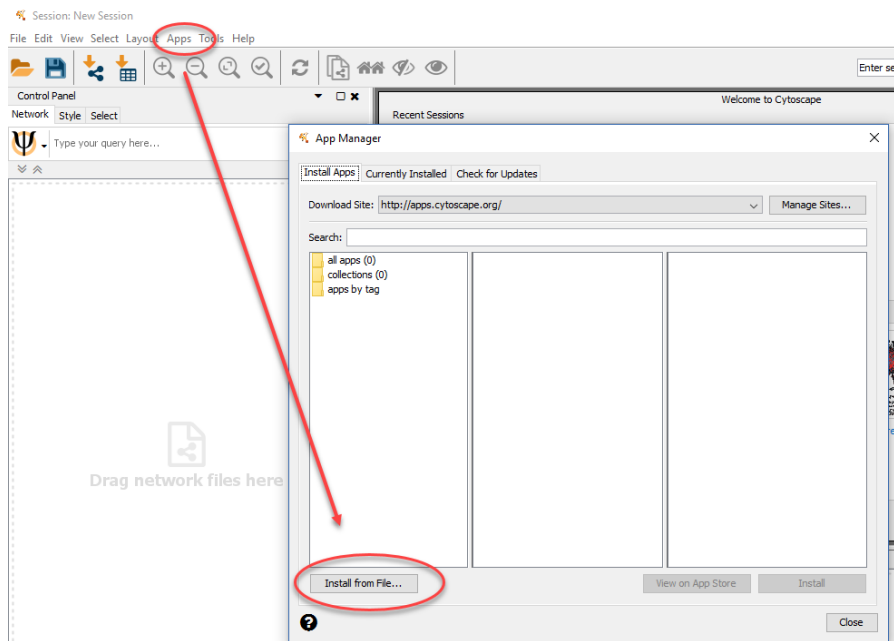 Session: New Session
File Edit View Select Layout Apps Tools Help
Enter se
Control Panel
Welcome to Cytoscape
Network Style Select
Recent Sessions
Type your query here...
App Manager
Install Apps Currently Installed Check for Updates
Download Site: http://apps.cytoscape.org/ Manage Sites...
Search:
all apps (0)
collections (0)
apps by tag
Drag network files here
Install from File... View on App Store Install
Close